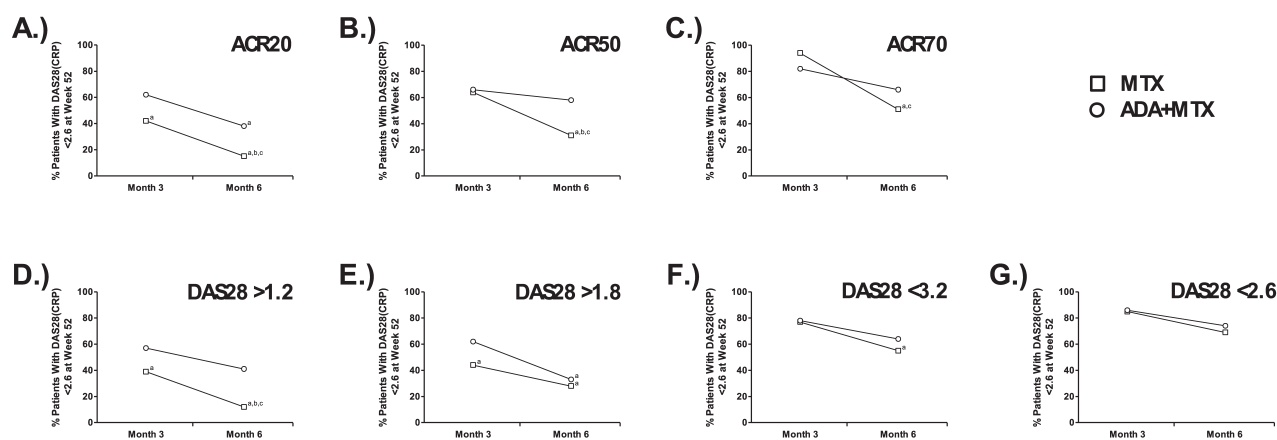 A.)
ACR20
% Patients With DAS28(CRP)
<2.6 at Week 52
100
80
60
40
20
0
a
a
a,b,c
Month 3
Month 6
B.)
ACR50
% Patients With DAS28(CRP)
<2.6 at Week 52
100
80
60
40
20
0
a,b,c
Month 3
Month 6
C.)
ACR70
% Patients With DAS28(CRP)
<2.6 at Week 52
100
80
60
40
20
0
a,c
Month 3
Month 6
MTX
ADA+MTX
D.)
DAS28 >1.2
% Patients With DAS28(CRP)
<2.6 at Week 52
100
80
60
40
20
0
a
a,b,c
Month 3
Month 6
E.)
DAS28 >1.8
% Patients With DAS28(CRP)
<2.6 at Week 52
100
80
60
40
20
0
a
a
a
Month 3
Month 6
F.)
DAS28 <3.2
% Patients With DAS28(CRP)
<2.6 at Week 52
100
80
60
40
20
0
a
Month 3
Month 6
G.)
DAS28 <2.6
% Patients With DAS28(CRP)
<2.6 at Week 52
100
80
60
40
20
0
Month 3
Month 6